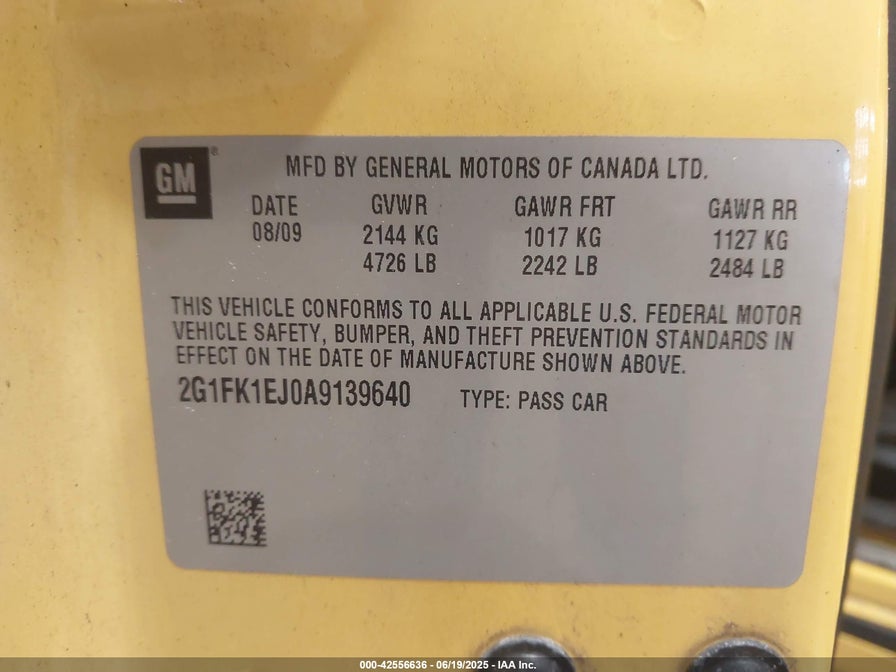 GM®
MFD BY GENERAL MOTORS OF CANADA LTD.
DATE GVWR GAWR FRT GAWR RR
08/09 2144 KG 1017 KG 1127 KG
4726 LB 2242 LB 2484 LB
THIS VEHICLE CONFORMS TO ALL APPLICABLE U.S. FEDERAL MOTOR
VEHICLE SAFETY, BUMPER, AND THEFT PREVENTION STANDARDS IN
EFFECT ON THE DATE OF MANUFACTURE SHOWN ABOVE.
2G1FK1EJ0A9139640 TYPE: PASS CAR
000-42556636 - 06/19/2025 - IAA Inc.